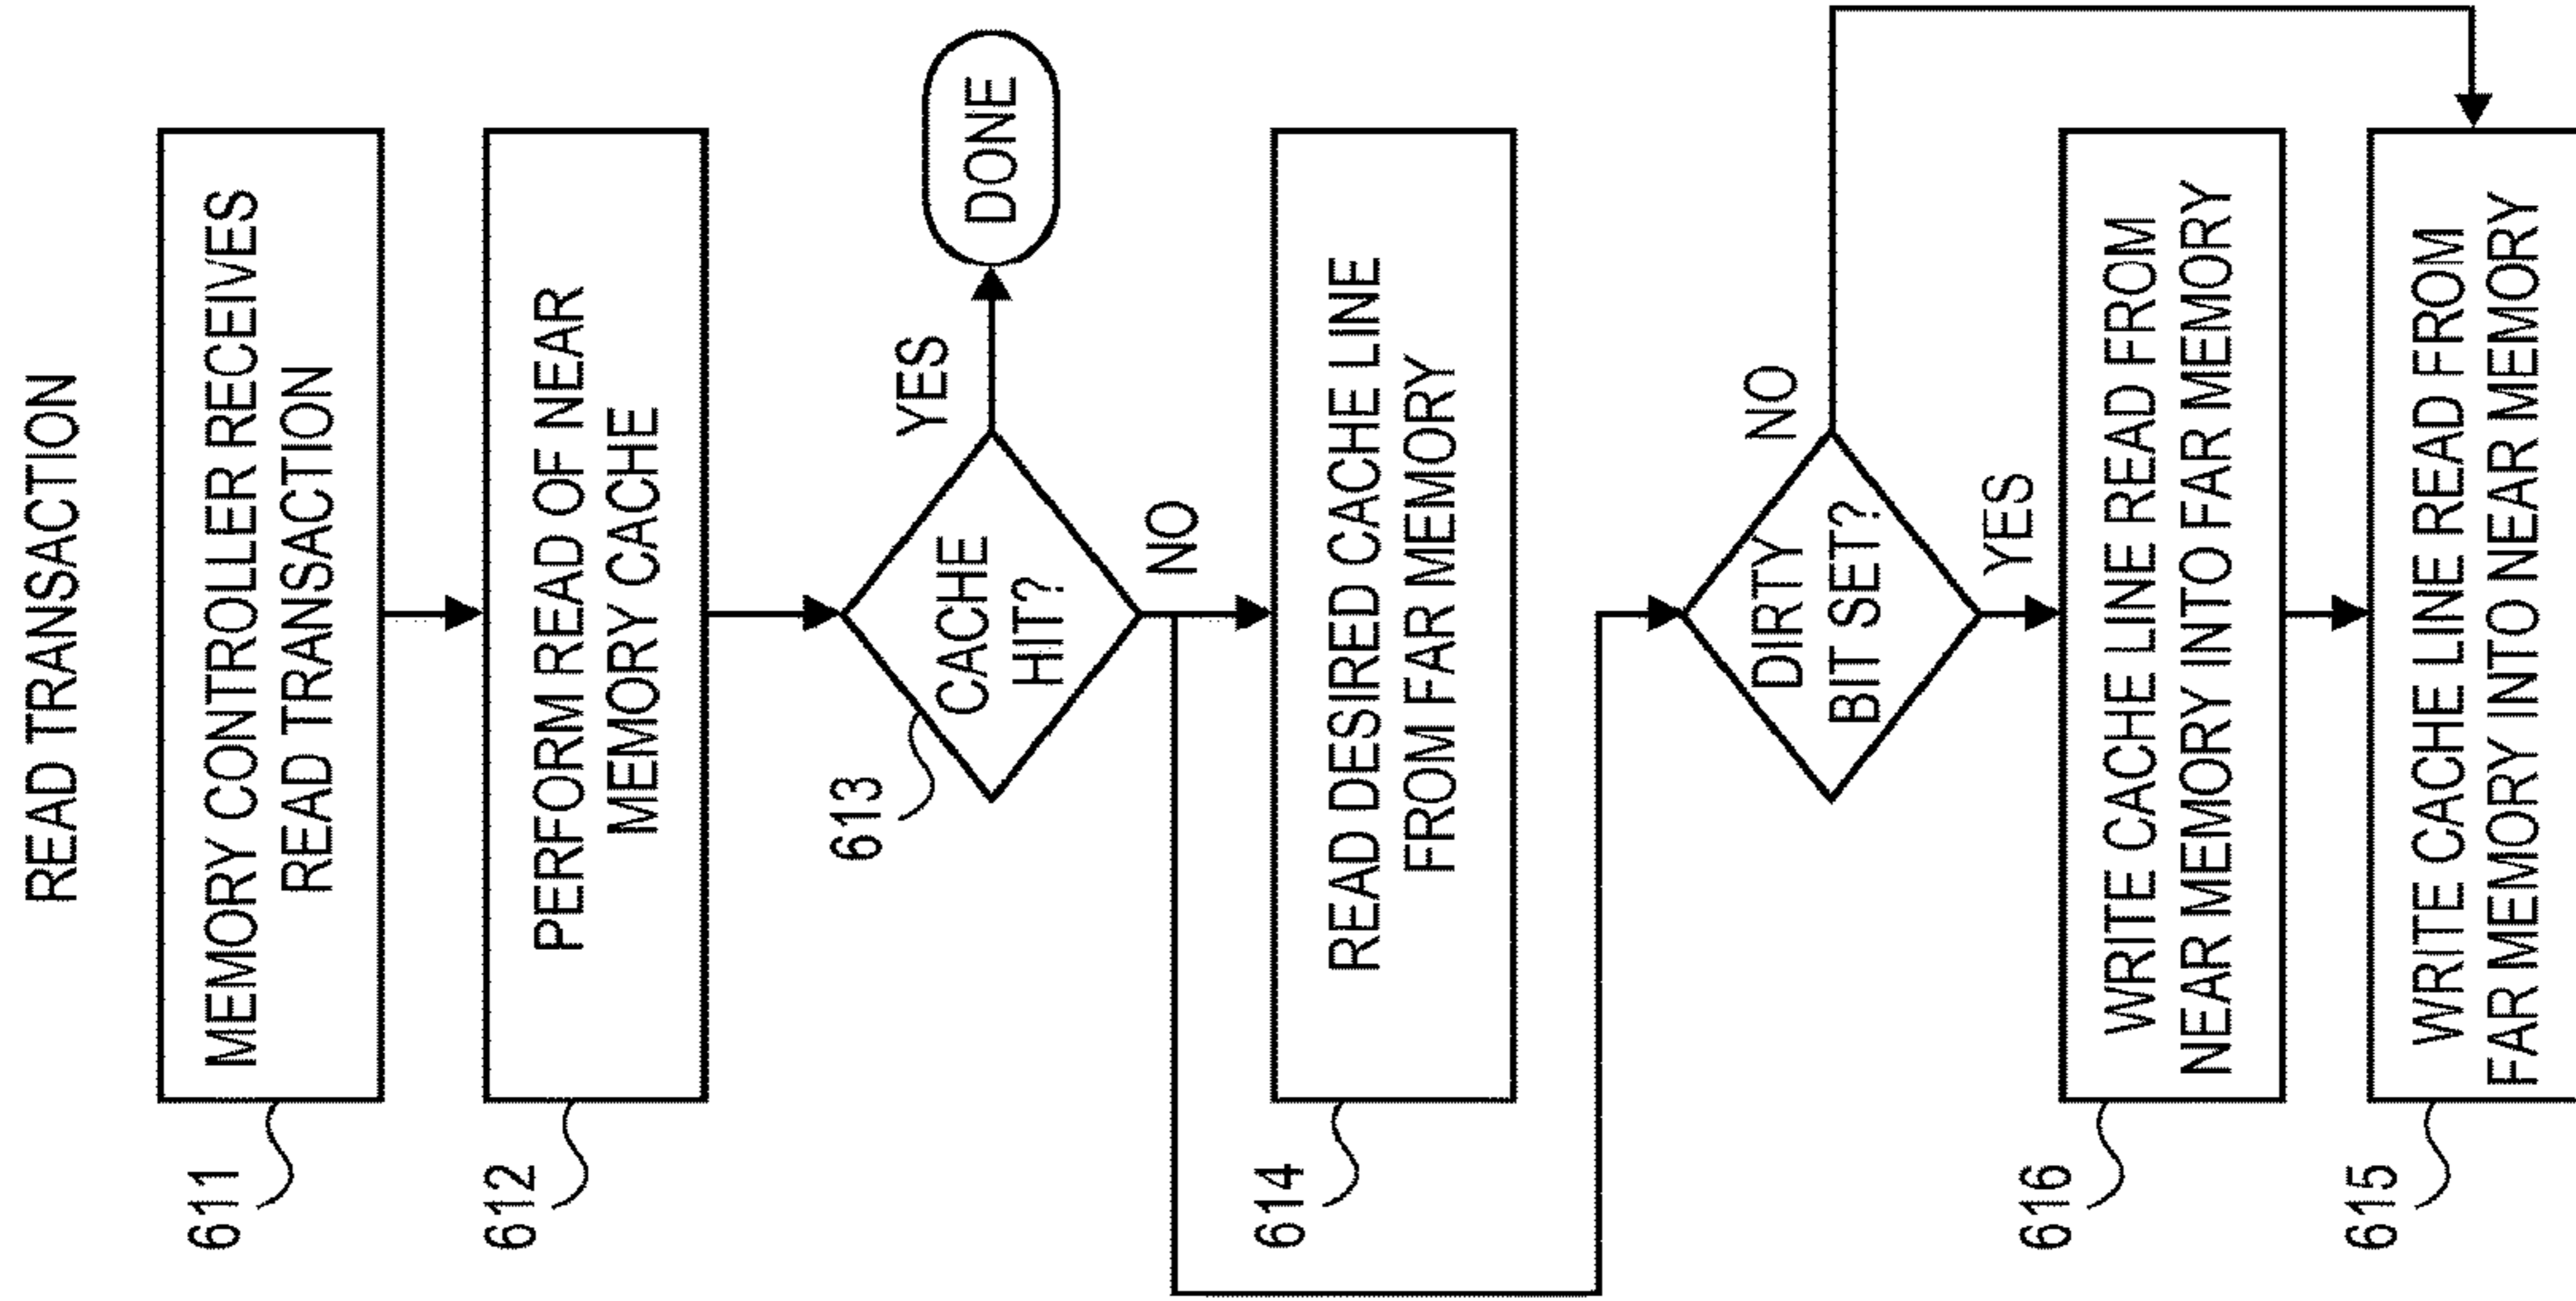 READ TRANSACTION
611
MEMORY CONTROLLER RECEIVES
READ TRANSACTION
612
PERFORM READ OF NEAR
MEMORY CACHE
613
CACHE
HIT?
YES
DONE
NO
614
READ DESIRED CACHE LINE
FROM FAR MEMORY
DIRTY
BIT SET?
NO
YES
616
WRITE CACHE LINE READ FROM
NEAR MEMORY INTO FAR MEMORY
615
WRITE CACHE LINE READ FROM
FAR MEMORY INTO NEAR MEMORY